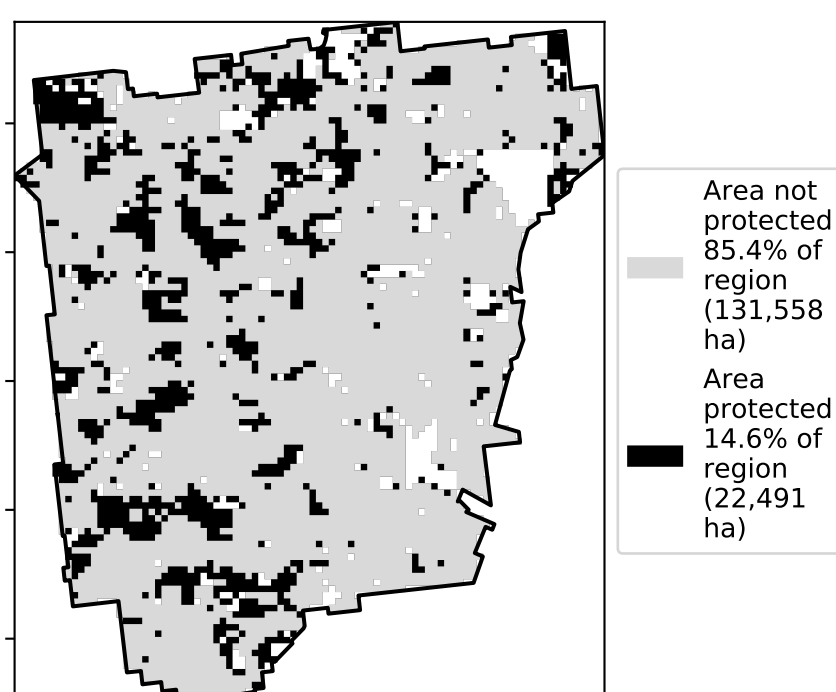 Area not
protected
85.4% of
region
(131,558
ha)
Area
protected
14.6% of
region
(22,491
ha)